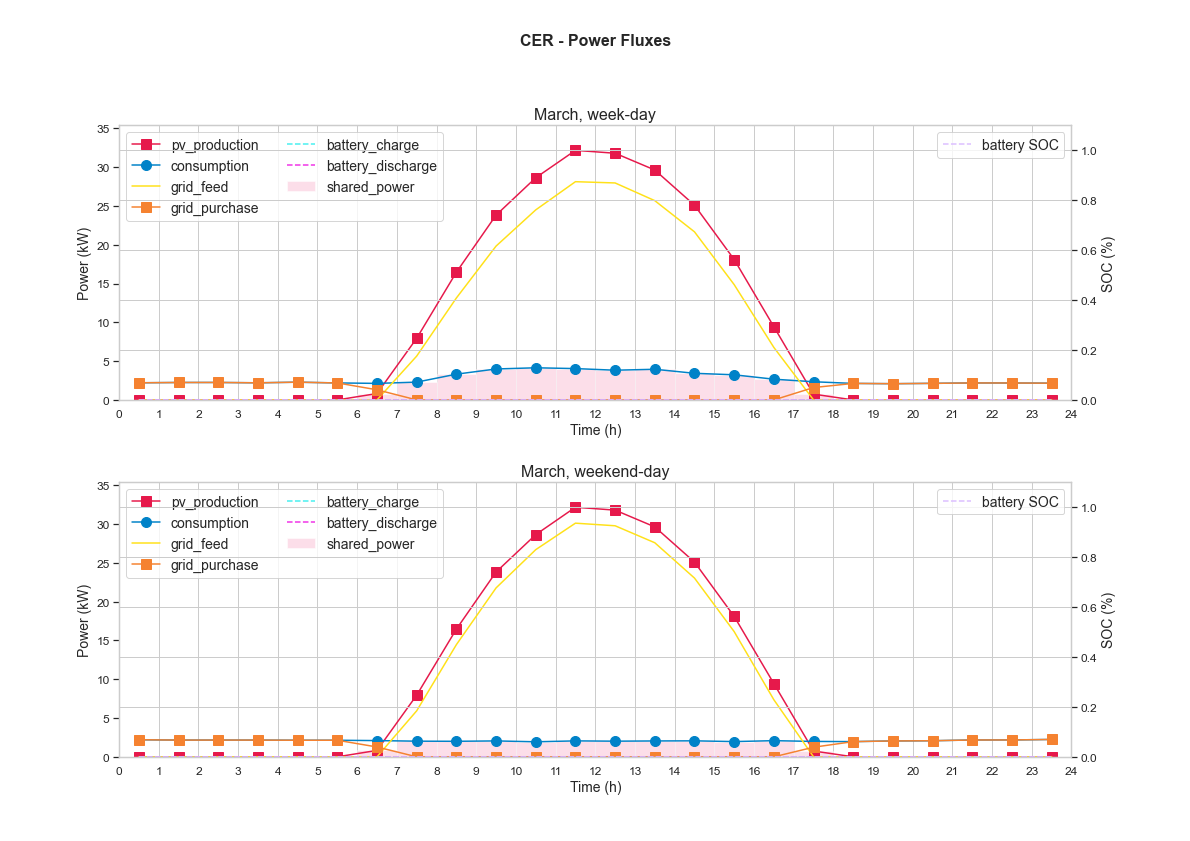 CER - Power Fluxes
March, week-day
pv_production
consumption
grid_feed
grid_purchase
battery_charge
battery_discharge
shared_power
battery SOC
Power (kW)
35
30
25
20
15
10
5
0
SOC (%)
1.0
0.8
0.6
0.4
0.2
0.0
0 1 2 3 4 5 6 7 8 9 10 11 12 13 14 15 16 17 18 19 20 21 22 23 24
Time (h)
March, weekend-day
pv_production
consumption
grid_feed
grid_purchase
battery_charge
battery_discharge
shared_power
battery SOC
Power (kW)
35
30
25
20
15
10
5
0
SOC (%)
1.0
0.8
0.6
0.4
0.2
0.0
0 1 2 3 4 5 6 7 8 9 10 11 12 13 14 15 16 17 18 19 20 21 22 23 24
Time (h)